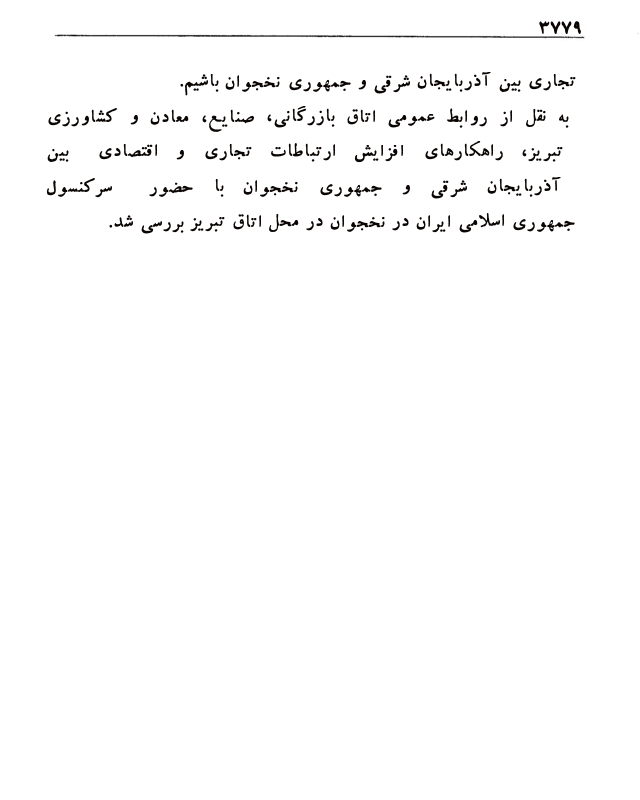 ۳۷۷۹
تجاری بین آذربایجان شرقی و جمهوری نخجوان باشیم.
به نقل از روابط عمومی اتاق بازرگانی، صنایع، معادن و کشاورزی
تبریز، راهکارهای افزایش ارتباطات تجاری و اقتصادی بین
آذربایجان شرقی و جمهوری نخجوان با حضور سرکنسول
جمهوری اسلامی ایران در نخجوان در محل اتاق تبریز بررسی شد.